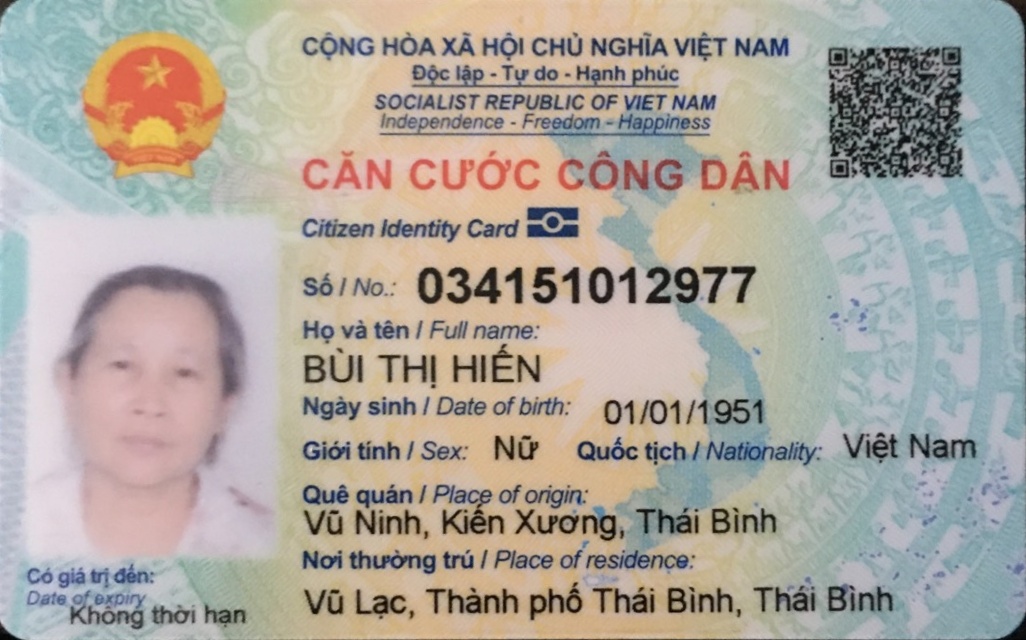 CỘNG HÒA XÃ HỘI CHỦ NGHĨA VIỆT NAM
Độc lập - Tự do - Hạnh phúc
SOCIALIST REPUBLIC OF VIET NAM
Independence - Freedom - Happiness
CĂN CƯỚC CÔNG DÂN
Citizen Identity Card
Số / No.: 034151012977
Họ và tên / Full name:
BÙI THỊ HIẾN
Ngày sinh / Date of birth: 01/01/1951
Giới tính / Sex: Nữ Quốc tịch / Nationality: Việt Nam
Quê quán / Place of origin:
Vũ Ninh, Kiến Xương, Thái Bình
Nơi thường trú / Place of residence:
Vũ Lạc, Thành phố Thái Bình, Thái Bình
Có giá trị đến:
Date of expiry
Không thời hạn